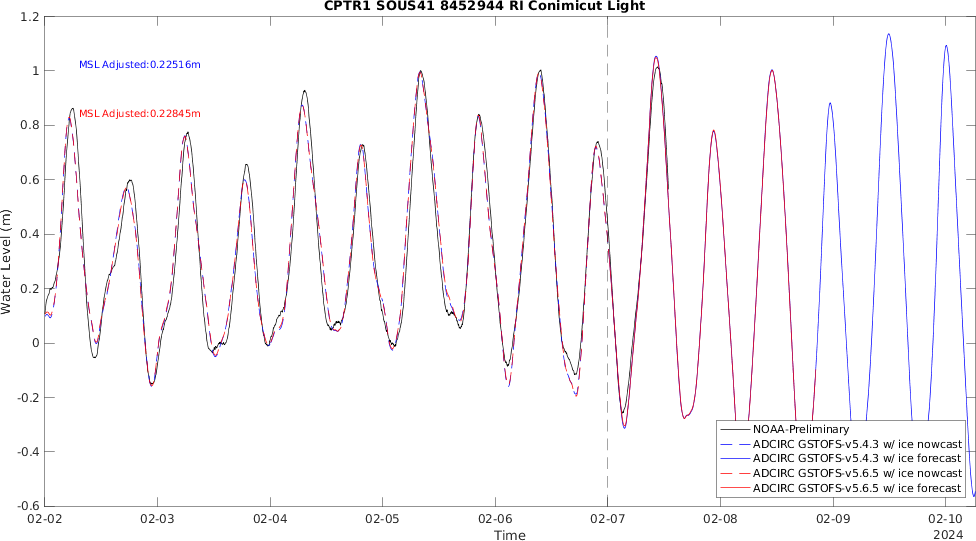 CPTR1 SOUS41 8452944 RI Conimicut Light
1.2
1
0.8
0.6
0.4
0.2
0
-0.2
-0.4
-0.6
Water Level (m)
MSL Adjusted:0.22516m
MSL Adjusted:0.22845m
NOAA-Preliminary
ADCIRC GSTOFS-v5.4.3 w/ ice nowcast
ADCIRC GSTOFS-v5.4.3 w/ ice forecast
ADCIRC GSTOFS-v5.6.5 w/ ice nowcast
ADCIRC GSTOFS-v5.6.5 w/ ice forecast
02-02 02-03 02-04 02-05 02-06 02-07 02-08 02-09 02-10
Time
2024